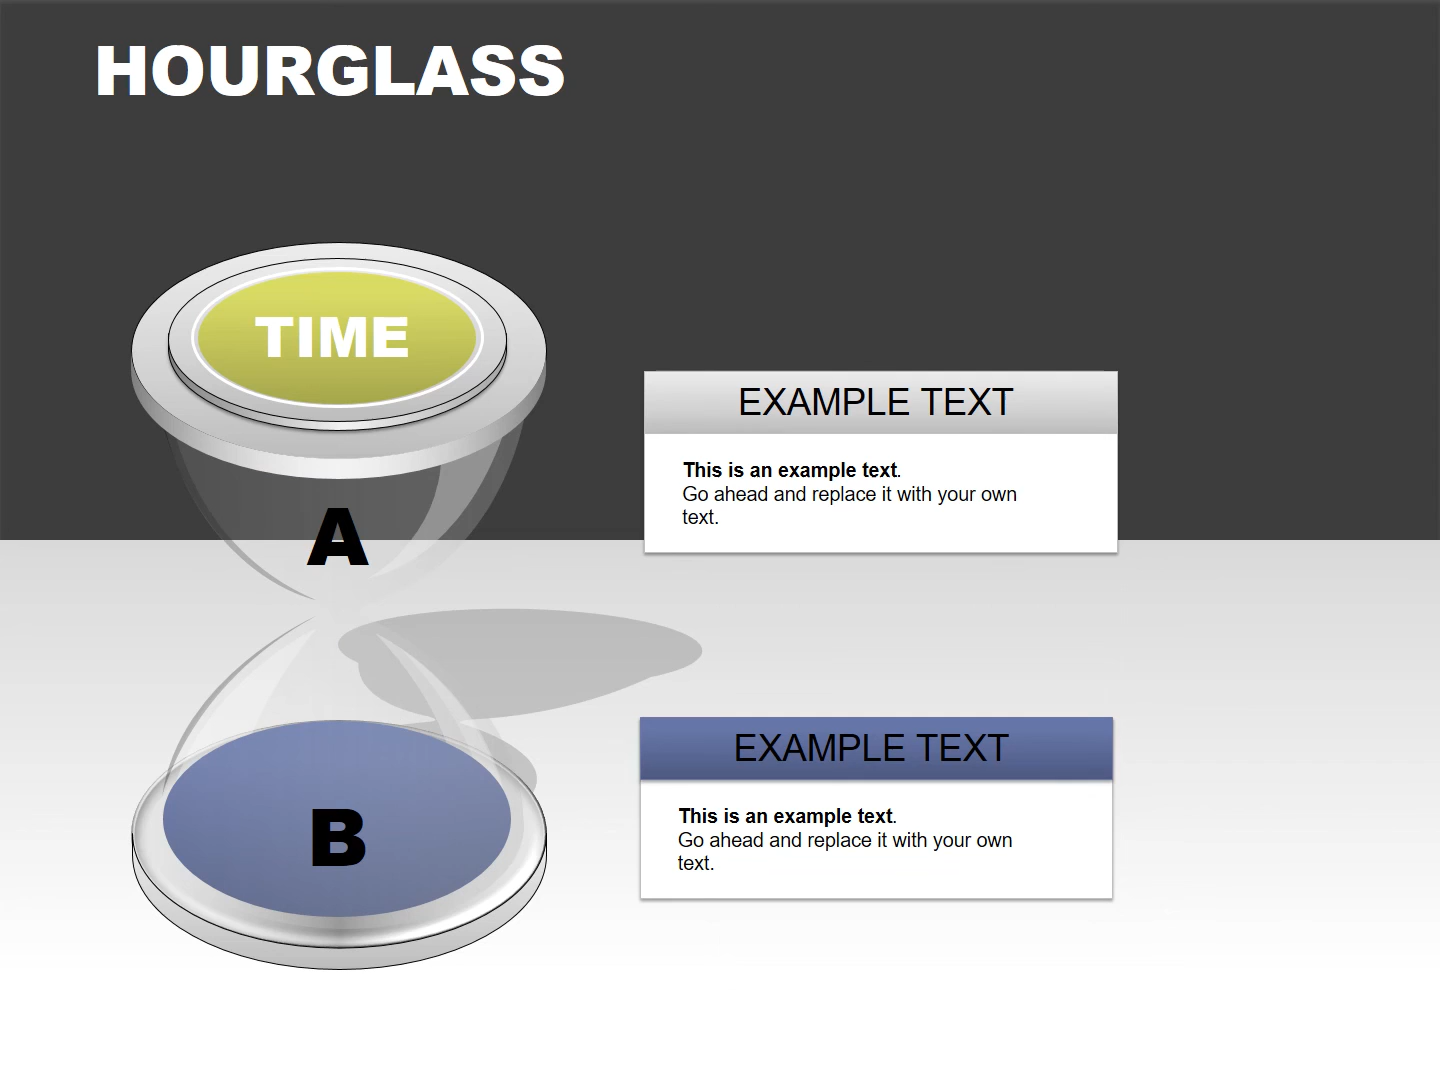 HOURGLASS
TIME
A
EXAMPLE TEXT
This is an example text.
Go ahead and replace it with your own
text.
B
EXAMPLE TEXT
This is an example text.
Go ahead and replace it with your own
text.